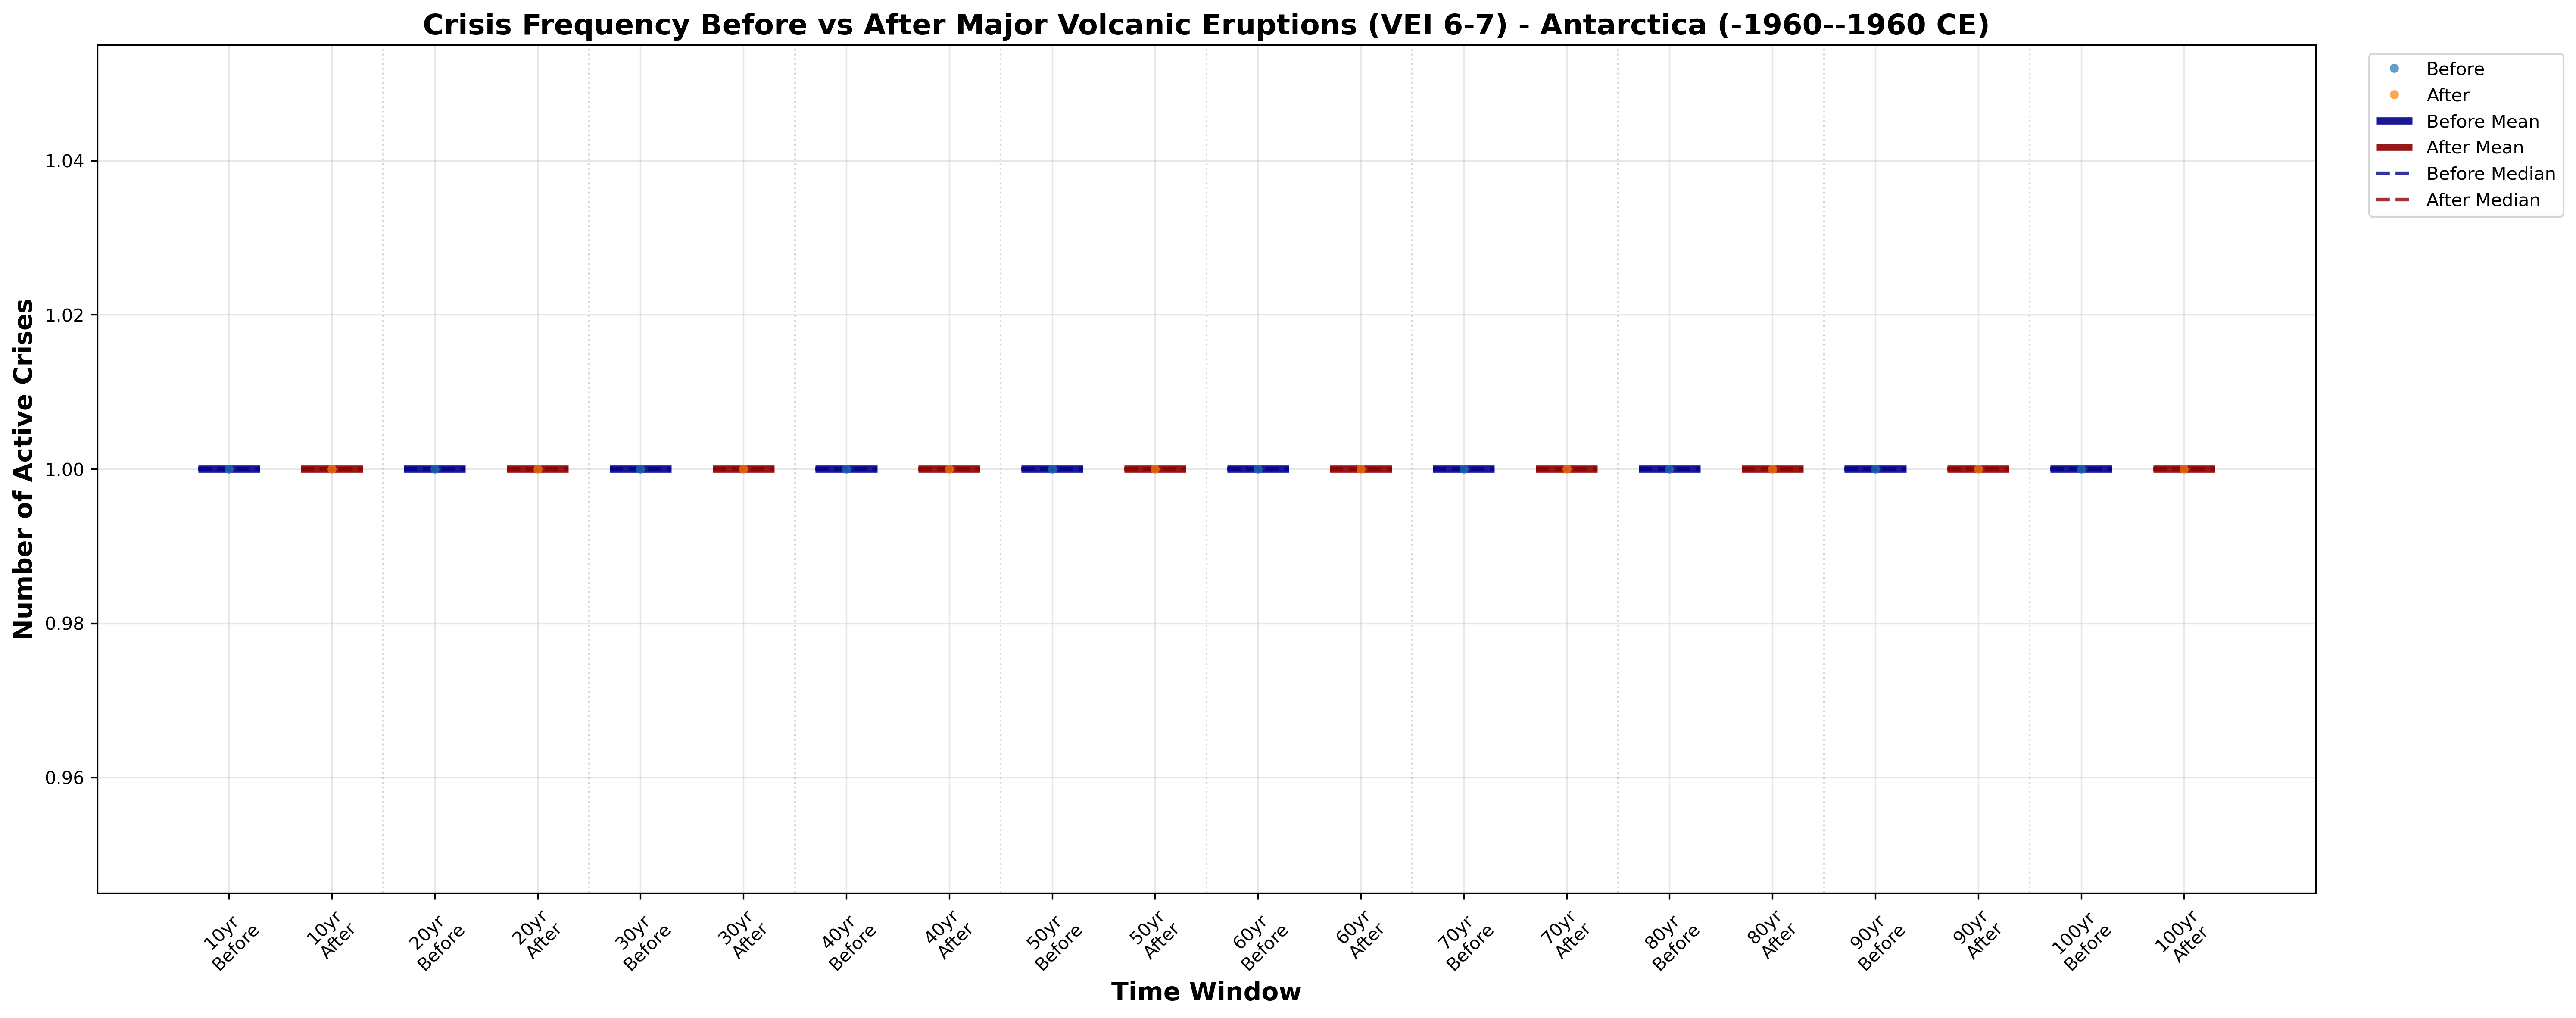 Crisis Frequency Before vs After Major Volcanic Eruptions (VEI 6-7) - Antarctica (-1960--1960 CE)
Before
After
Before Mean
After Mean
Before Median
After Median
Number of Active Crises
1.04
1.02
1.00
0.98
0.96
10yr
Before
10yr
After
20yr
Before
20yr
After
30yr
Before
30yr
After
40yr
Before
40yr
After
50yr
Before
50yr
After
60yr
Before
60yr
After
70yr
Before
70yr
After
80yr
Before
80yr
After
90yr
Before
90yr
After
100yr
Before
100yr
After
Time Window